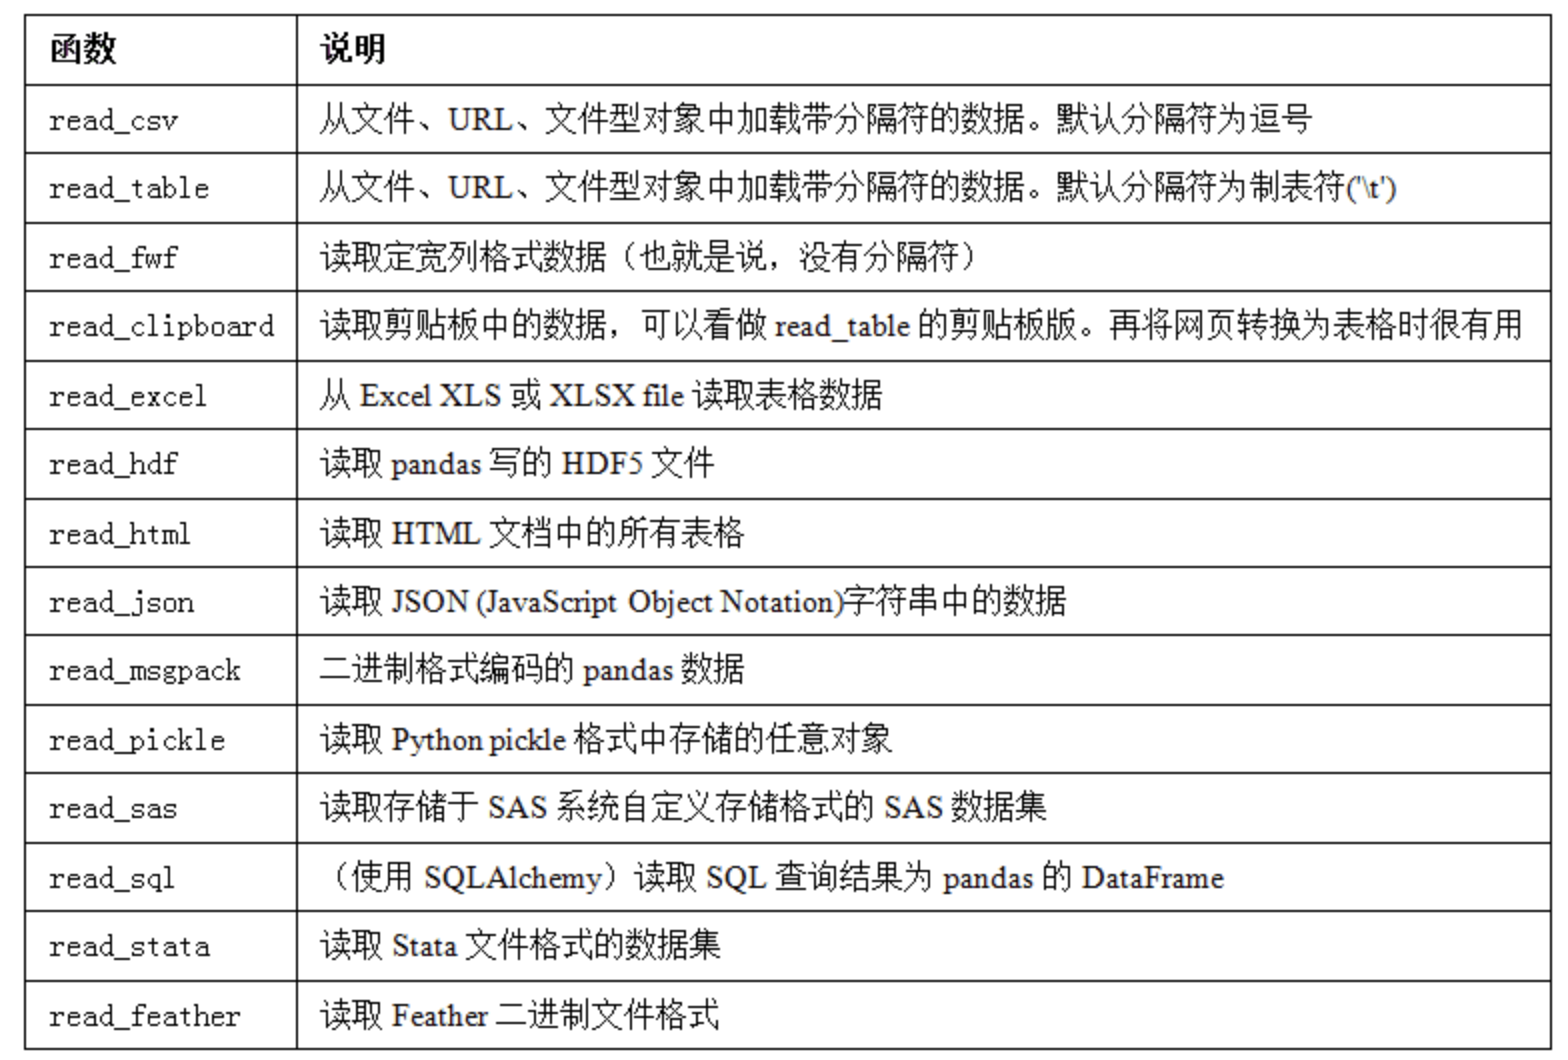 函数 说明
read_csv 从文件、URL、文件型对象中加载带分隔符的数据。默认分隔符为逗号
read_table 从文件、URL、文件型对象中加载带分隔符的数据。默认分隔符为制表符('\t')
read_fwf 读取定宽列格式数据（也就是说，没有分隔符）
read_clipboard 读取剪贴板中的数据，可以看做 read_table 的剪贴板版。再将网页转换为表格时很有用
read_excel 从 Excel XLS 或 XLSX file 读取表格数据
read_hdf 读取 pandas 写的 HDF5 文件
read_html 读取 HTML 文档中的所有表格
read_json 读取 JSON (JavaScript Object Notation)字符串中的数据
read_msgpack 二进制格式编码的 pandas 数据
read_pickle 读取 Python pickle 格式中存储的任意对象
read_sas 读取存储于 SAS 系统自定义存储格式的 SAS 数据集
read_sql （使用 SQLAlchemy）读取 SQL 查询结果为 pandas 的 DataFrame
read_stata 读取 Stata 文件格式的数据集
read_feather 读取 Feather 二进制文件格式